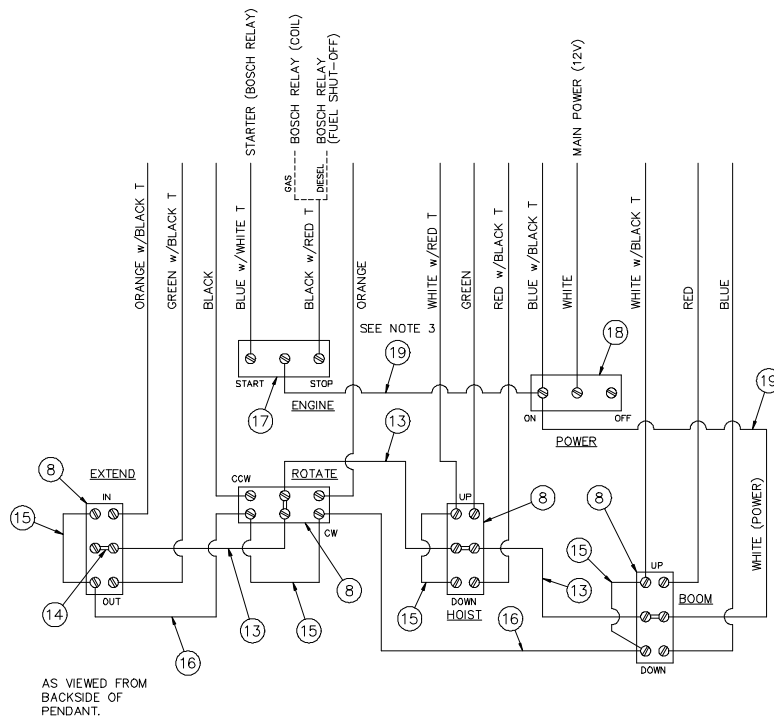 STARTER (BOSCH RELAY)
BOSCH RELAY (COIL)
BOSCH RELAY
(FUEL SHUT-OFF)
MAIN POWER (12V)
GAS
DIESEL
ORANGE w/BLACK T
GREEN w/BLACK T
BLACK
BLUE w/WHITE T
BLACK w/RED T
ORANGE
WHITE w/RED T
GREEN
RED w/BLACK T
BLUE w/BLACK T
WHITE
WHITE w/BLACK T
RED
BLUE
SEE NOTE 3
START
STOP
ENGINE
17
19
18
ON
OFF
POWER
19
WHITE (POWER)
13
8
EXTEND
IN
OUT
15
14
16
13
CCW
ROTATE
CW
15
8
UP
8
DOWN
HOIST
15
13
16
15
8
UP
BOOM
DOWN
AS VIEWED FROM
BACKSIDE OF
PENDANT.